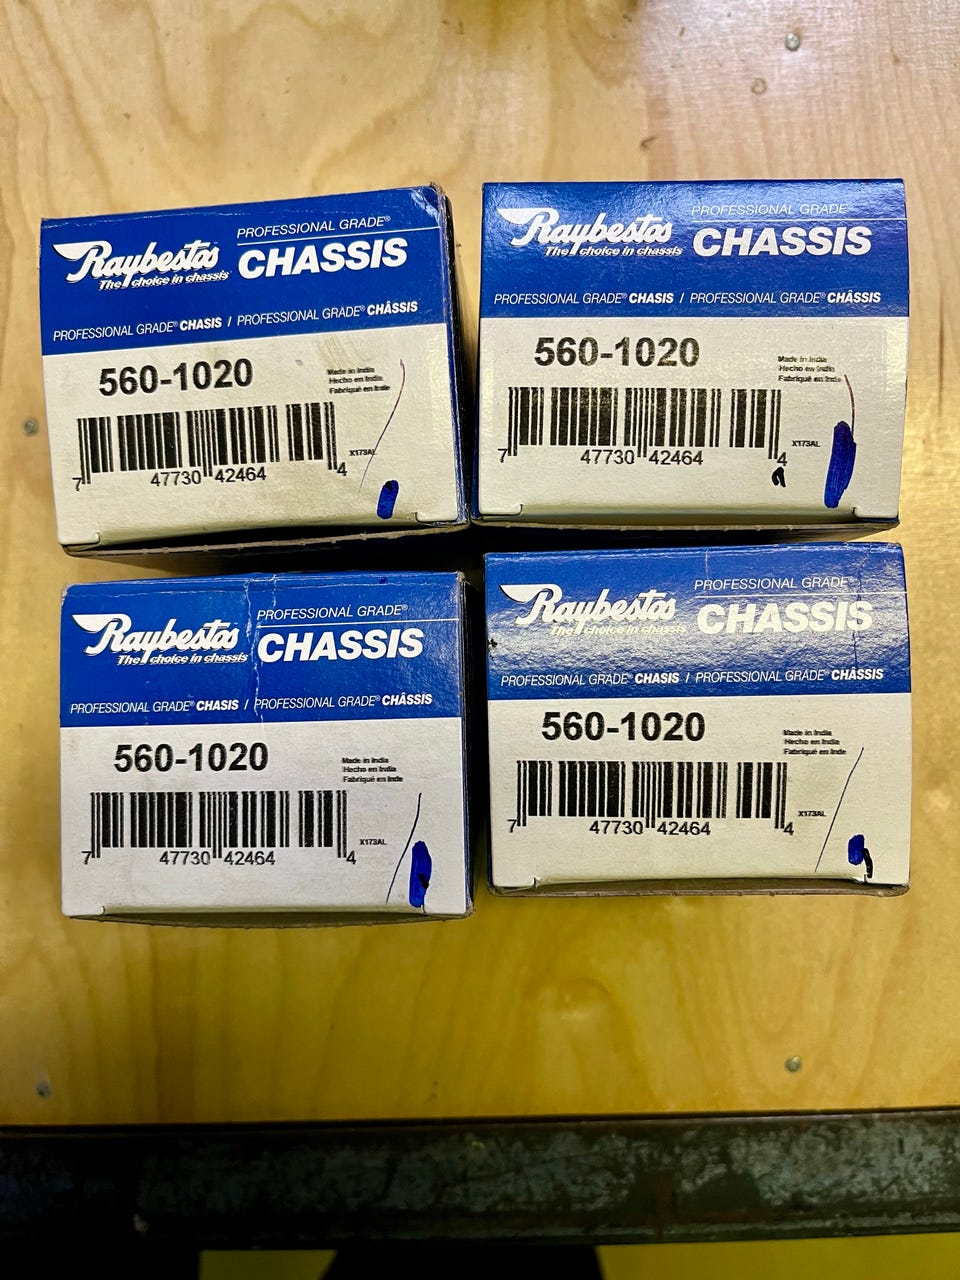 Raybestos
The choice in chassis
PROFESSIONAL GRADE®
CHASSIS
PROFESSIONAL GRADE® CHASIS / PROFESSIONAL GRADE® CHÂSSIS
560-1020
Made in India
Hecho en India
Fabriqué en Inde
X173AL
7 47730 42464 4
Raybestos
The choice in chassis
PROFESSIONAL GRADE®
CHASSIS
PROFESSIONAL GRADE® CHASIS / PROFESSIONAL GRADE® CHÂSSIS
560-1020
Made in India
Hecho en India
Fabriqué en Inde
X173AL
7 47730 42464 4
Raybestos
The choice in chassis
PROFESSIONAL GRADE®
CHASSIS
PROFESSIONAL GRADE® CHASIS / PROFESSIONAL GRADE® CHÂSSIS
560-1020
Made in India
Hecho en India
Fabriqué en Inde
X173AL
7 47730 42464 4
Raybestos
The choice in chassis
PROFESSIONAL GRADE®
CHASSIS
PROFESSIONAL GRADE® CHASIS / PROFESSIONAL GRADE® CHÂSSIS
560-1020
Made in India
Hecho en India
Fabriqué en Inde
X173AL
7 47730 42464 4